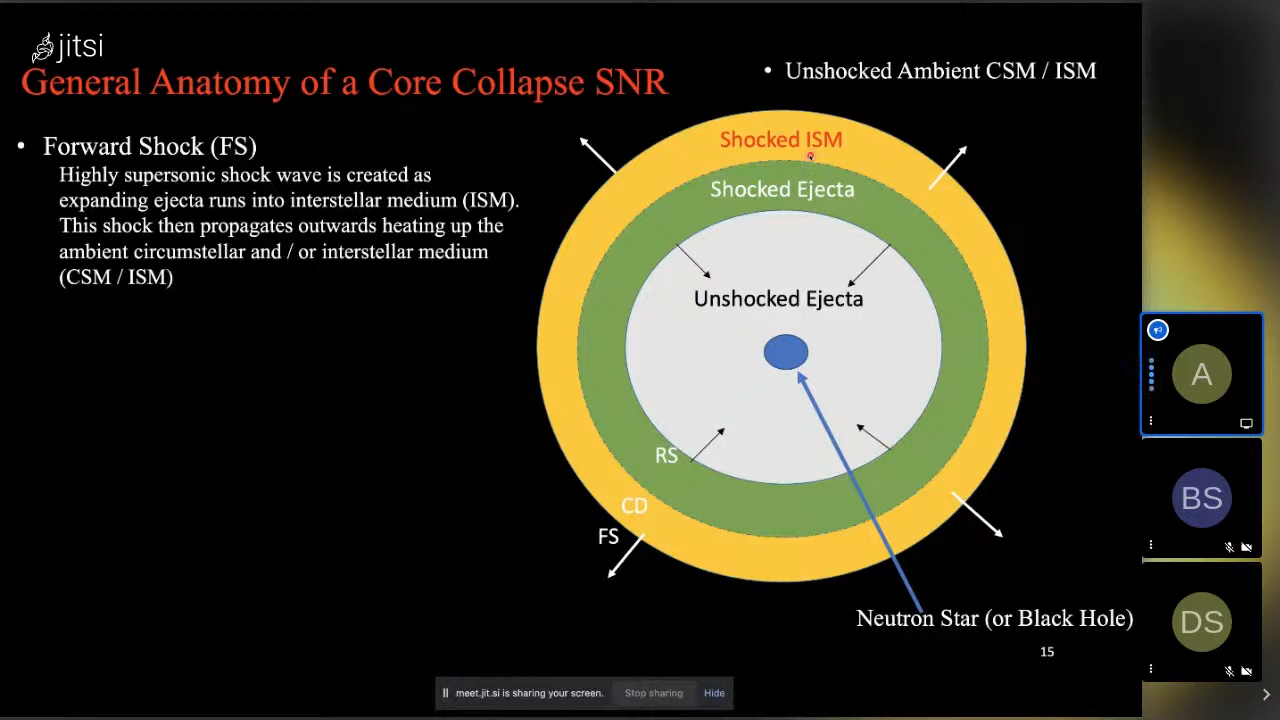 jitsi
General Anatomy of a Core Collapse SNR
• Unshocked Ambient CSM / ISM
• Forward Shock (FS)
Highly supersonic shock wave is created as
expanding ejecta runs into interstellar medium (ISM).
This shock then propagates outwards heating up the
ambient circumstellar and / or interstellar medium
(CSM / ISM)
Shocked ISM
Shocked Ejecta
Unshocked Ejecta
RS
CD
FS
Neutron Star (or Black Hole)
15
A
BS
DS
meet.jit.si is sharing your screen.
Stop sharing
Hide